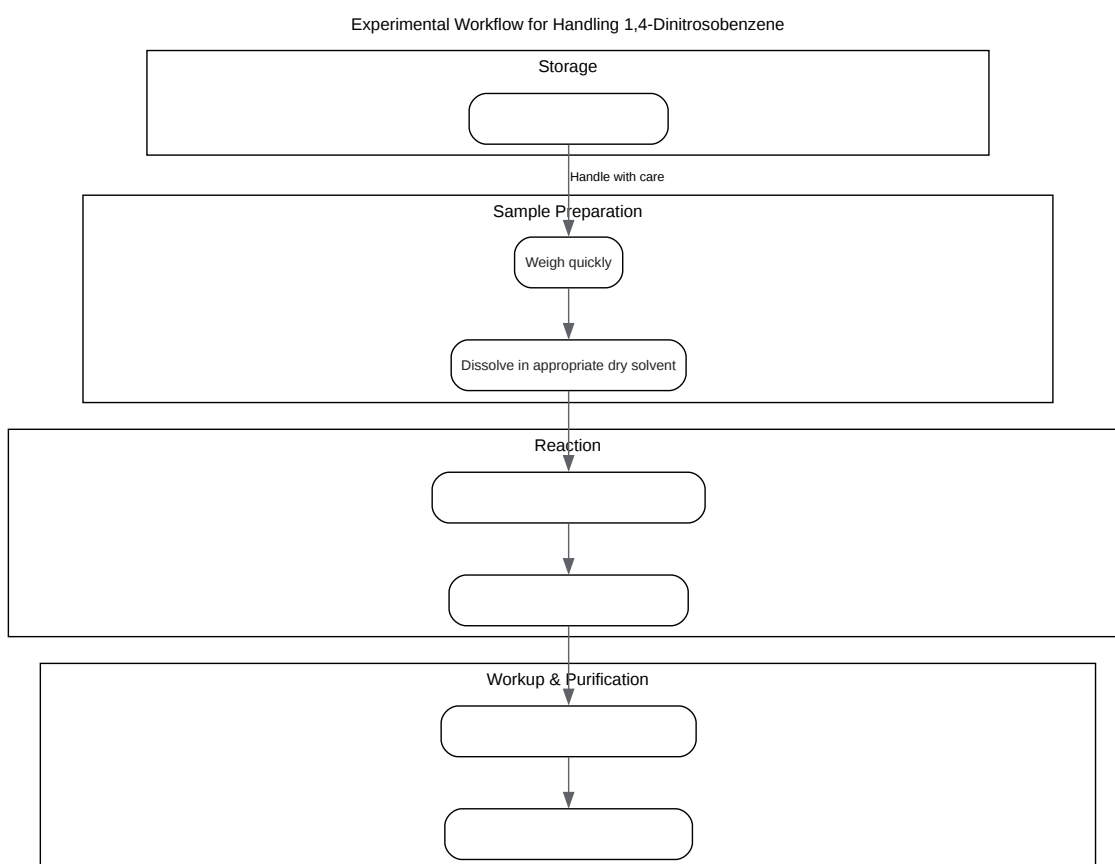 Experimental Workflow for Handling 1,4-Dinitrosobenzene
Storage
Handle with care
Sample Preparation
Weigh quickly
Dissolve in appropriate dry solvent
Reaction
Workup & Purification